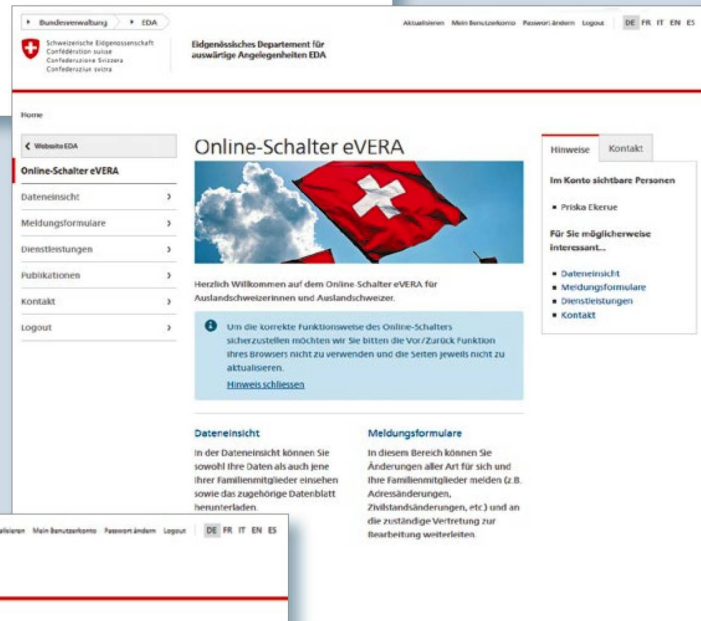 Bundesverwaltung EDA
Aktualisieren Mein Benutzerkonto Passwort ändern Logout DE FR IT EN ES
Schweizerische Eidgenossenschaft
Confédération suisse
Confederazione Svizzera
Confederaziun svizra
Eidgenössisches Departement für
auswärtige Angelegenheiten EDA
Home
Webseite EDA
Online-Schalter eVERA
Dateneinsicht
Meldungsformulare
Dienstleistungen
Publikationen
Kontakt
Logout
Online-Schalter eVERA
Herzlich Willkommen auf dem Online-Schalter eVERA für
Auslandschweizerinnen und Auslandschweizer.
Um die korrekte Funktionsweise des Online-Schalters
sicherzustellen möchten wir Sie bitten die Vor/Zurück Funktion
ihres Browsers nicht zu verwenden und die Seiten jeweils nicht zu
aktualisieren.
Hinweis schliessen
Dateneinsicht
In der Dateneinsicht können Sie
sowohl Ihre Daten als auch jene
Ihrer Familienmitglieder einsehen
sowie das zugehörige Datenblatt
herunterladen.
Meldungsformulare
In diesem Bereich können Sie
Änderungen aller Art für sich und
Ihre Familienmitglieder melden (z.B.
Adressänderungen,
Zivilstandsänderungen, etc.) und an
die zuständige Vertretung zur
Bearbeitung weiterleiten.
Hinweise Kontakt
Im Konto sichtbare Personen
Priska Ekerue
Für Sie möglicherweise
interessant...
Dateneinsicht
Meldungsformulare
Dienstleistungen
Kontakt
Mein Benutzerkonto Passwort ändern Logout DE FR IT EN ES